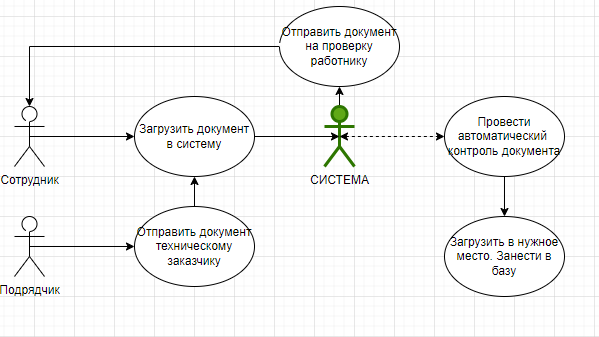 Отправить документ
на проверку
работнику
Загрузить документ
в систему
Провести
автоматический
контроль документа
Сотрудник
СИСТЕМА
Отправить документ
техническому
заказчику
Загрузить в нужное
место. Занести в
базу
Подрядчик